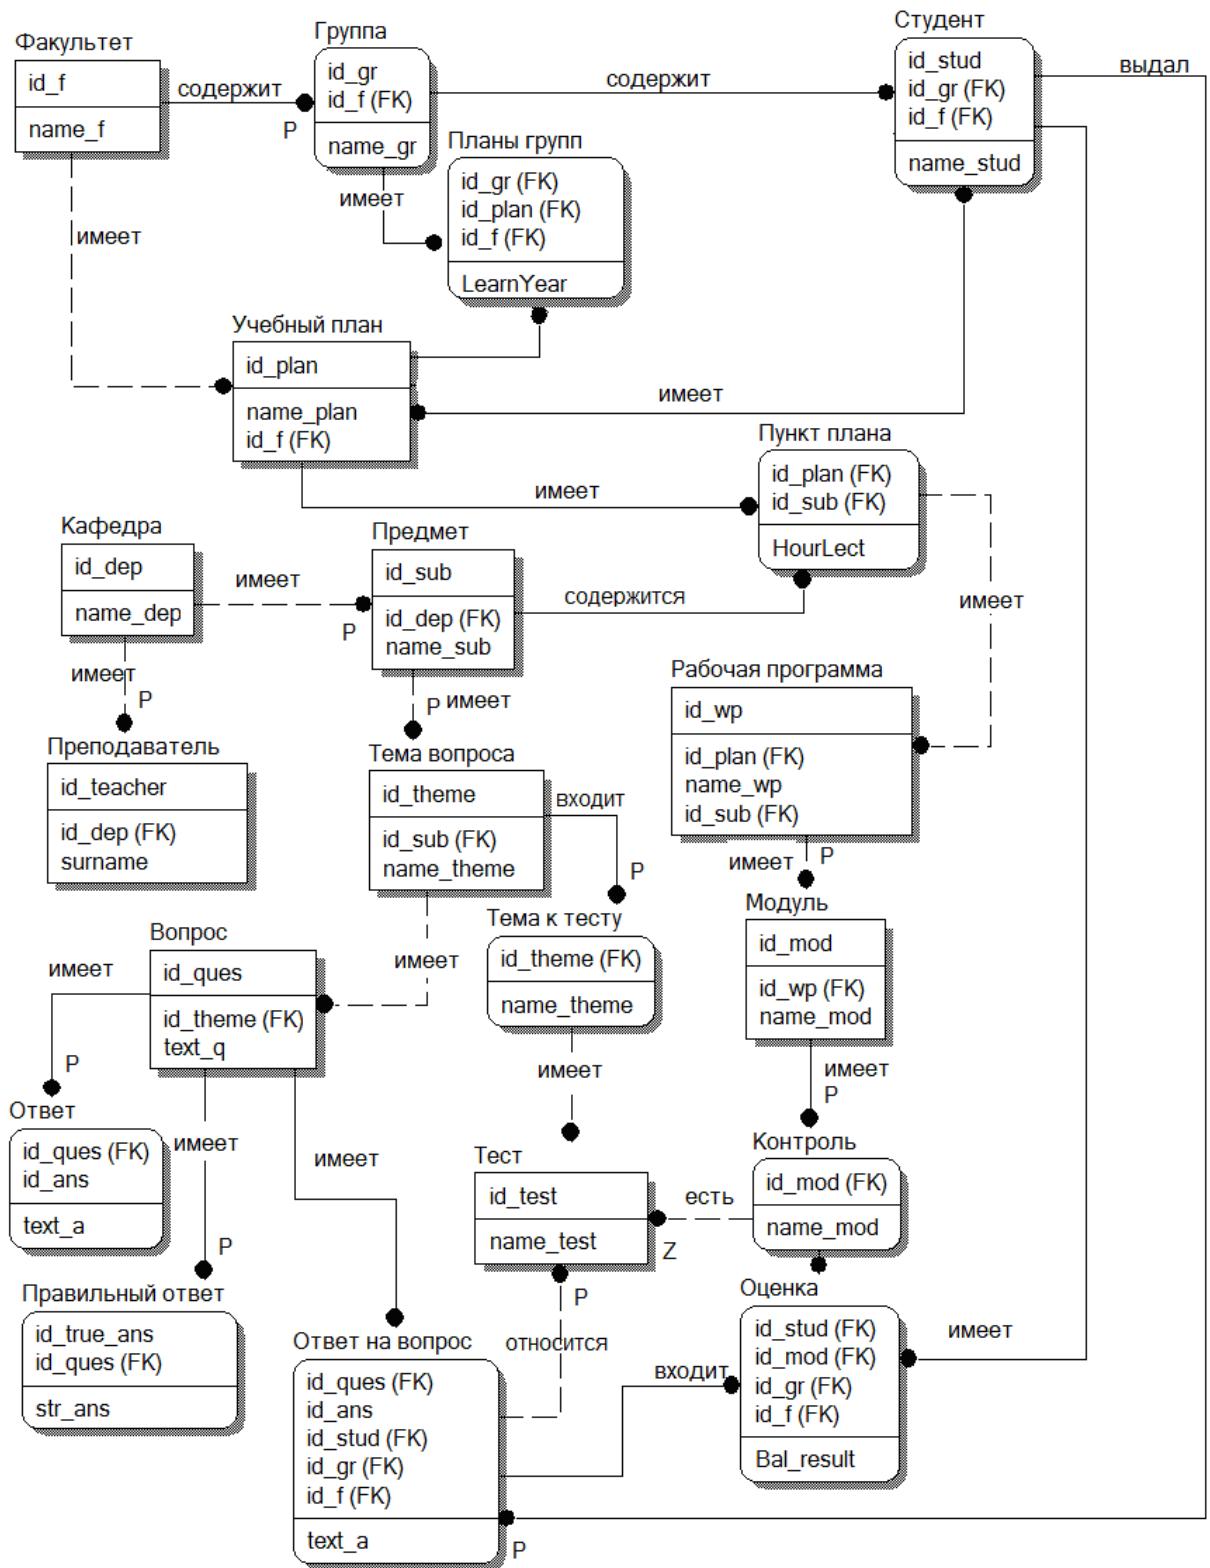 Факультет
id_f
name_f
содержит
P
Группа
id_gr
id_f (FK)
name_gr
содержит
Студент
id_stud
id_gr (FK)
id_f (FK)
name_stud
выдал
имеет
имеет
Планы групп
id_gr (FK)
id_plan (FK)
id_f (FK)
LearnYear
Учебный план
id_plan
name_plan
id_f (FK)
имеет
имеет
Пункт плана
id_plan (FK)
id_sub (FK)
HourLect
Кафедра
id_dep
name_dep
имеет
P
Предмет
id_sub
id_dep (FK)
name_sub
содержится
имеет
имеет
P
P имеет
Преподаватель
id_teacher
id_dep (FK)
surname
Тема вопроса
id_theme
id_sub (FK)
name_theme
входит
P
Рабочая программа
id_wp
id_plan (FK)
name_wp
id_sub (FK)
имеет
P
Вопрос
id_ques
id_theme (FK)
text_q
имеет
P
имеет
Тема к тесту
id_theme (FK)
name_theme
Модуль
id_mod
id_wp (FK)
name_mod
имеет
имеет
P
Ответ
id_ques (FK)
id_ans
text_a
имеет
P
имеет
Тест
id_test
name_test
есть
Z
P
Контроль
id_mod (FK)
name_mod
Правильный ответ
id_true_ans
id_ques (FK)
str_ans
Ответ на вопрос
id_ques (FK)
id_ans
id_stud (FK)
id_gr (FK)
id_f (FK)
text_a
относится
входит
P
Оценка
id_stud (FK)
id_mod (FK)
id_gr (FK)
id_f (FK)
Bal_result
имеет